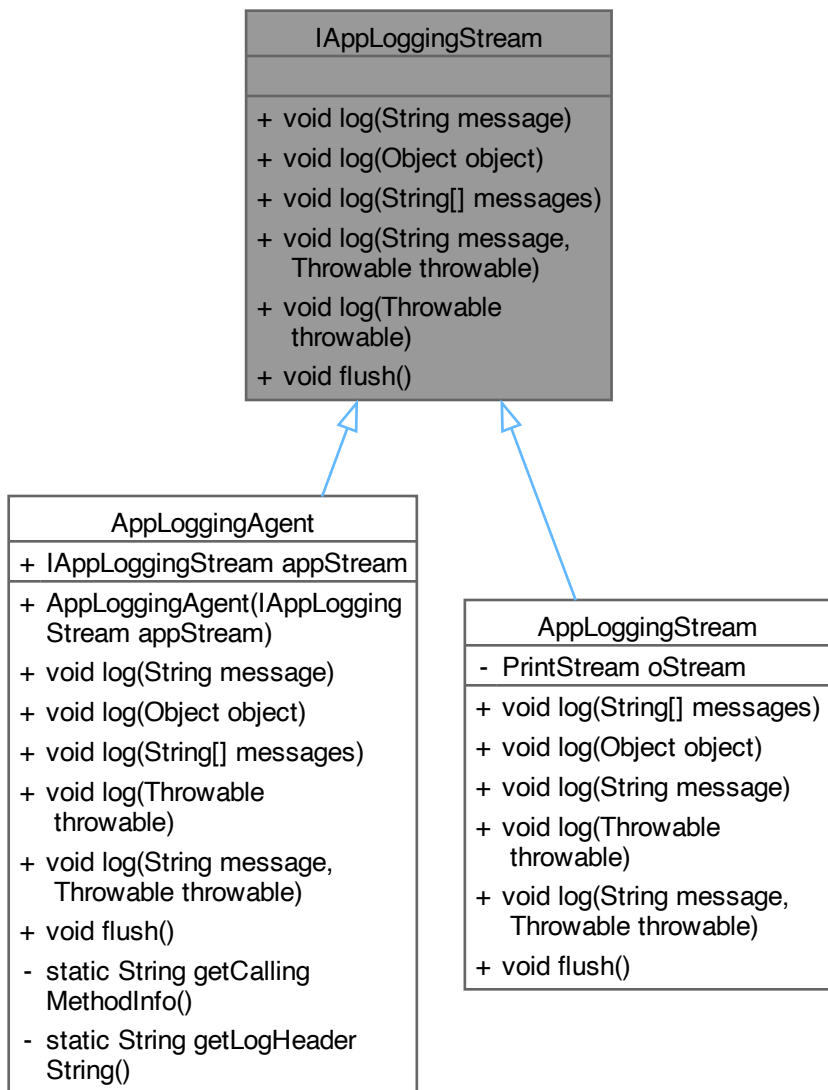 IAppLoggingStream
+ void log(String message)
+ void log(Object object)
+ void log(String[] messages)
+ void log(String message,
Throwable throwable)
+ void log(Throwable
throwable)
+ void flush()
AppLoggingAgent
+ IAppLoggingStream appStream
+ AppLoggingAgent(IAppLogging
Stream appStream)
+ void log(String message)
+ void log(Object object)
+ void log(String[] messages)
+ void log(Throwable
throwable)
+ void log(String message,
Throwable throwable)
+ void flush()
- static String getCalling
MethodInfo()
- static String getLogHeader
String()
AppLoggingStream
- PrintStream oStream
+ void log(String[] messages)
+ void log(Object object)
+ void log(String message)
+ void log(Throwable
throwable)
+ void log(String message,
Throwable throwable)
+ void flush()